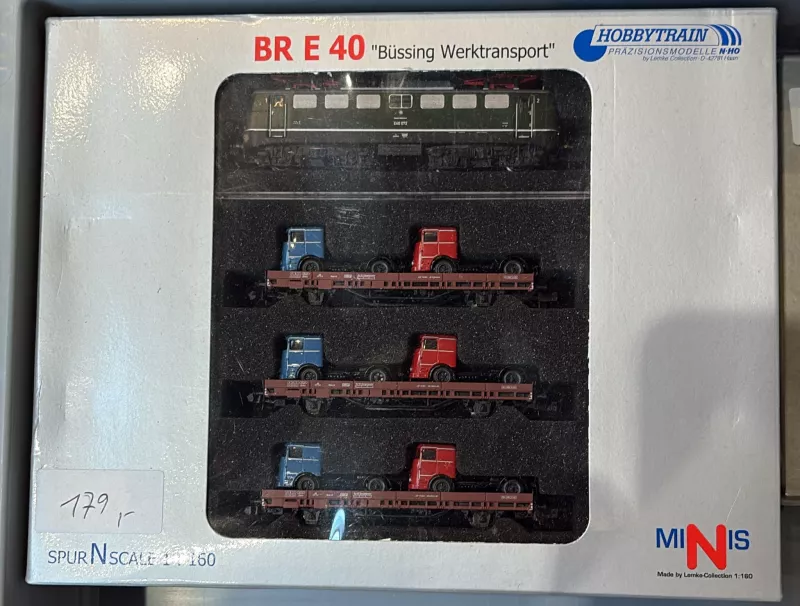 BR E 40 "Büssing Werktransport"
HOBBYTRAIN
PRÄZISIONSMODELLE N·HO
by Lemke Collection · D-42781 Haan
179,-
SPUR N SCALE 1 : 160
MINIS
Made by Lemke-Collection 1:160